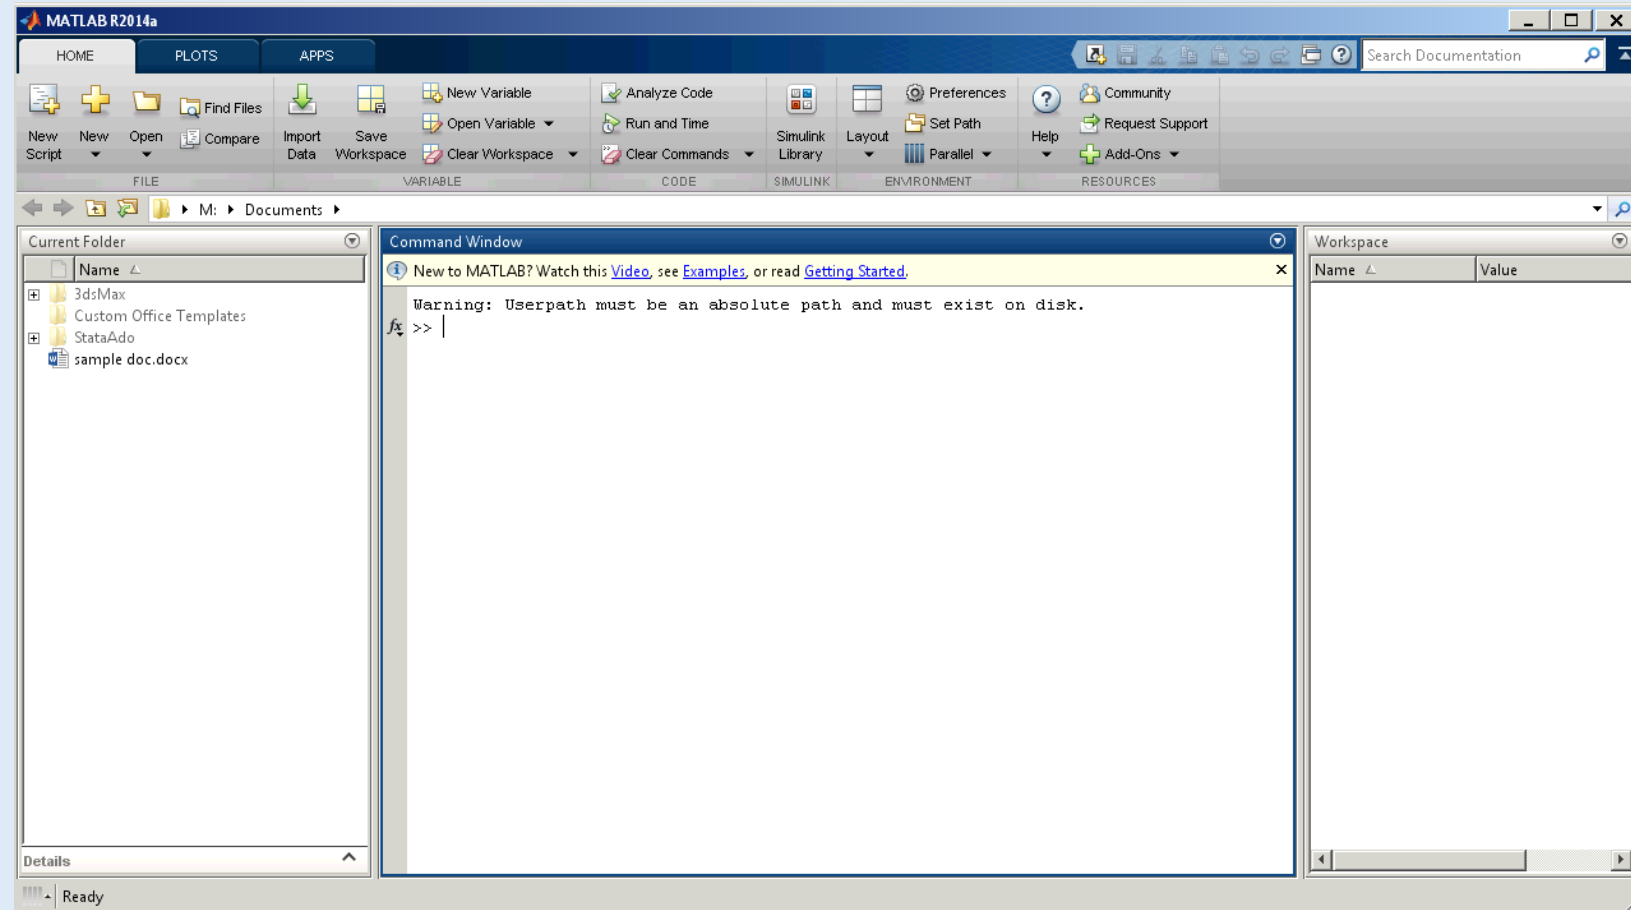 MATLAB R2014a
HOME PLOTS APPS
Search Documentation
New Script
New
Open
Find Files
Compare
Import Data
Save Workspace
New Variable
Open Variable
Clear Workspace
Analyze Code
Run and Time
Clear Commands
Simulink Library
Layout
Preferences
Set Path
Parallel
Help
Community
Request Support
Add-Ons
FILE VARIABLE CODE SIMULINK ENVIRONMENT RESOURCES
M: Documents
Current Folder
Name
3dsMax
Custom Office Templates
StataAdo
sample doc.docx
Details
Command Window
New to MATLAB? Watch this Video, see Examples, or read Getting Started.
Warning: Userpath must be an absolute path and must exist on disk.
fx >>
Workspace
Name Value
Ready